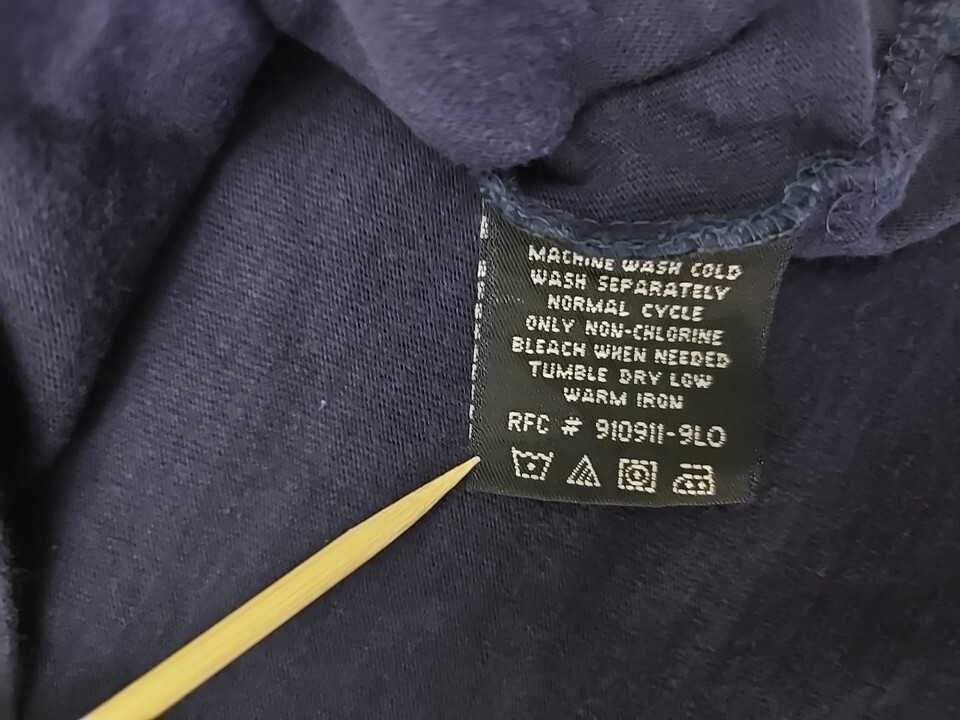 MACHINE WASH COLD
WASH SEPARATELY
NORMAL CYCLE
ONLY NON-CHLORINE
BLEACH WHEN NEEDED
TUMBLE DRY LOW
WARM IRON
RFC # 910911-9LO